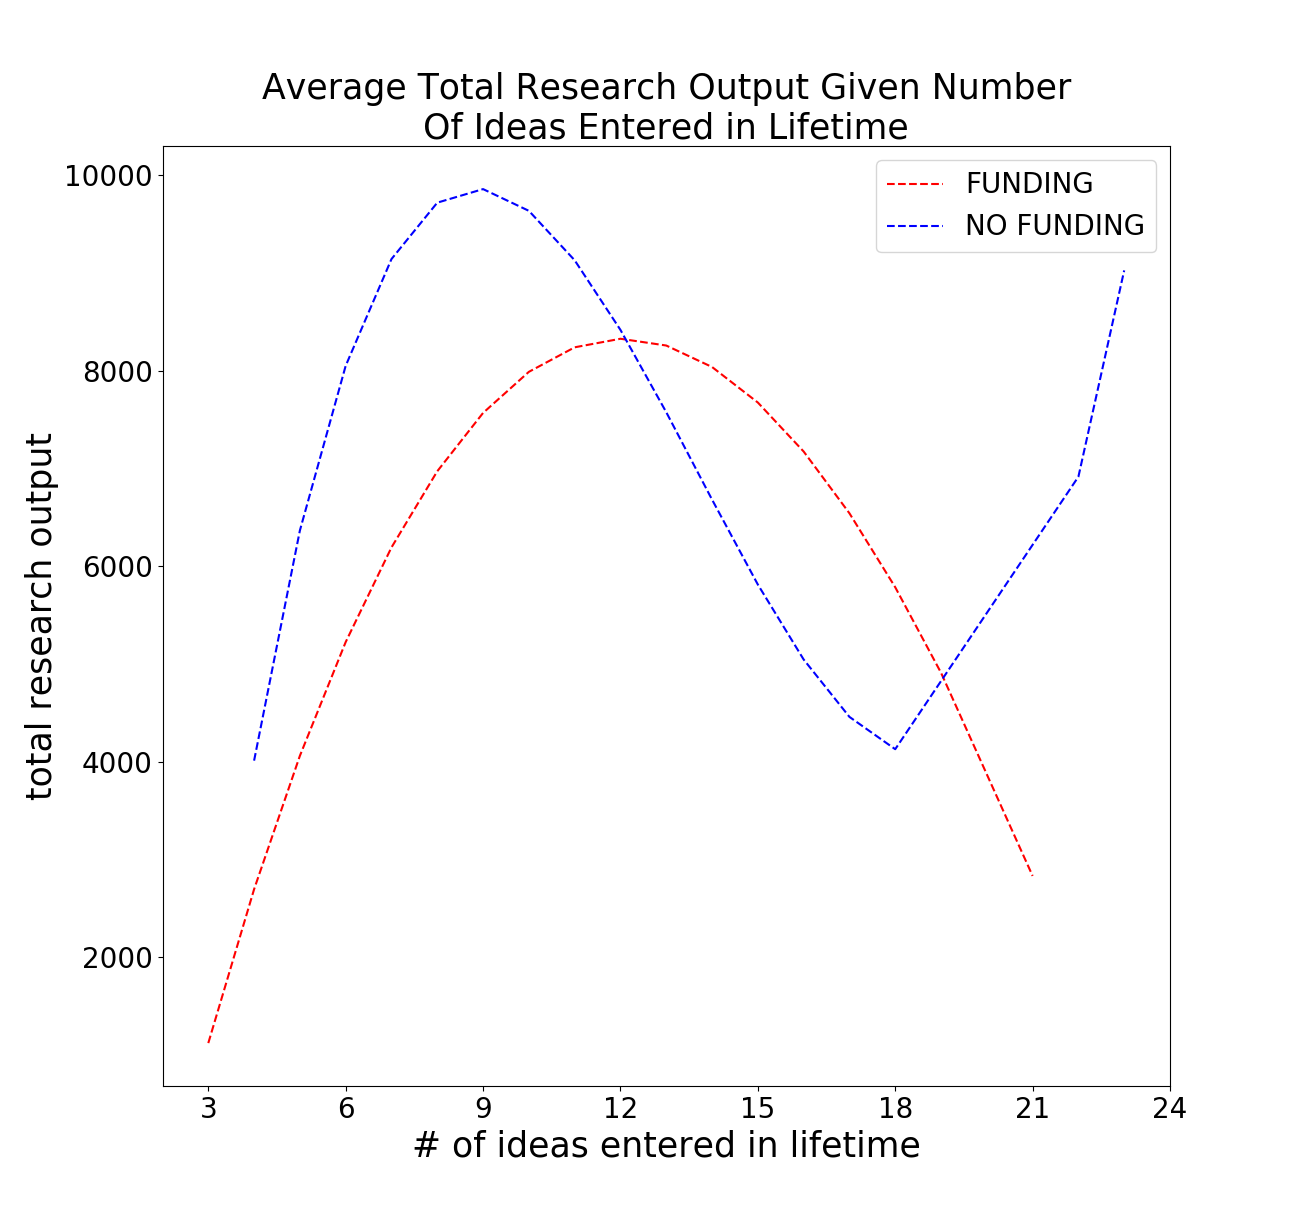 Average Total Research Output Given Number
Of Ideas Entered in Lifetime
FUNDING
NO FUNDING
total research output
10000
8000
6000
4000
2000
3 6 9 12 15 18 21 24
# of ideas entered in lifetime